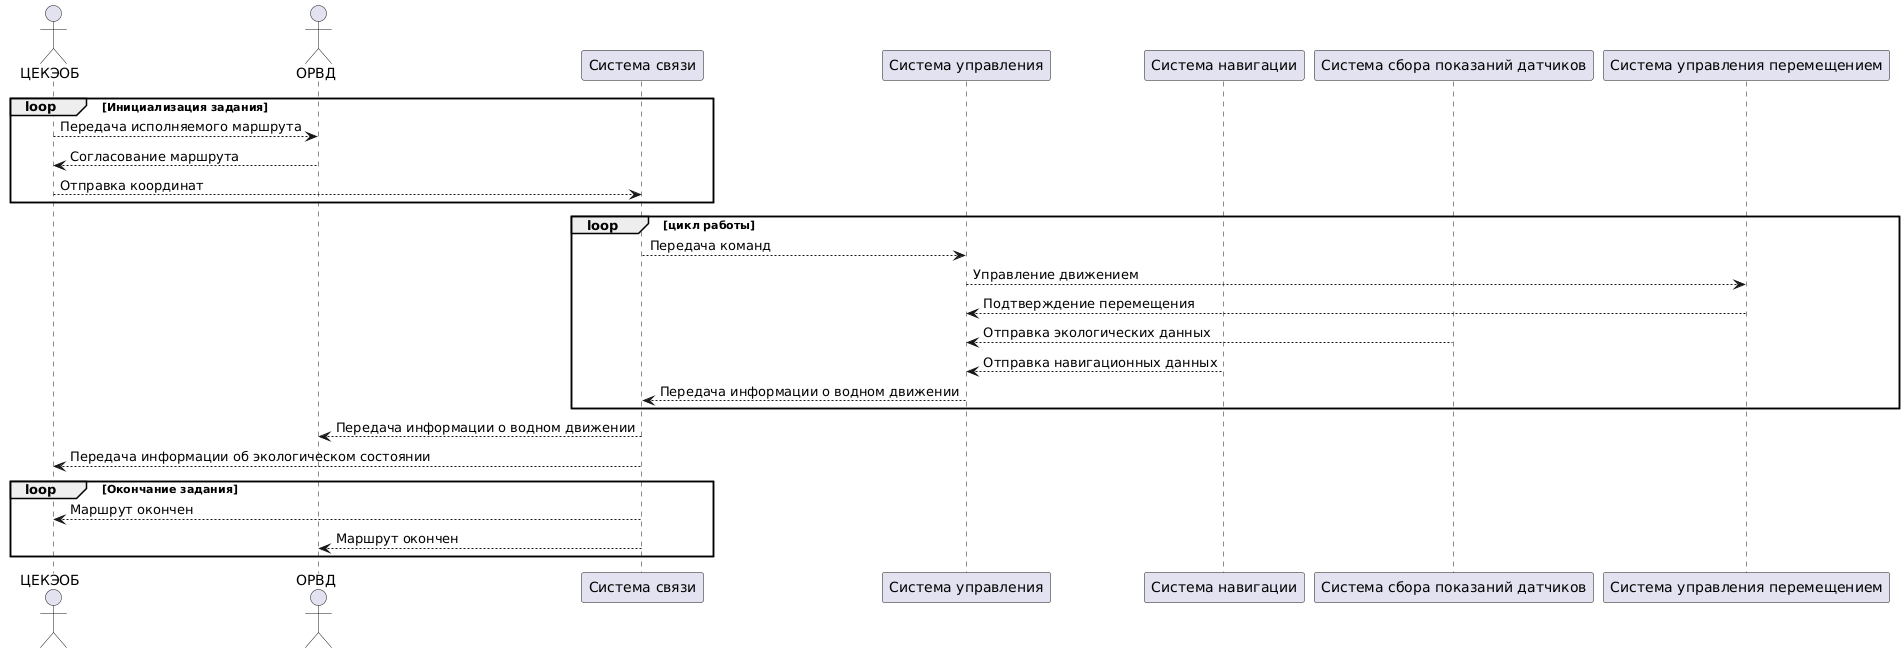 ЦЕКЭОБ
ОРВД
Система связи
Система управления
Система навигации
Система сбора показаний датчиков
Система управления перемещением
loop
[Инициализация задания]
Передача исполняемого маршрута
Согласование маршрута
Отправка координат
loop
[цикл работы]
Передача команд
Управление движением
Подтверждение перемещения
Отправка экологических данных
Отправка навигационных данных
Передача информации о водном движении
Передача информации о водном движении
Передача информации об экологическом состоянии
loop
[Окончание задания]
Маршрут окончен
Маршрут окончен
ЦЕКЭОБ
ОРВД
Система связи
Система управления
Система навигации
Система сбора показаний датчиков
Система управления перемещением